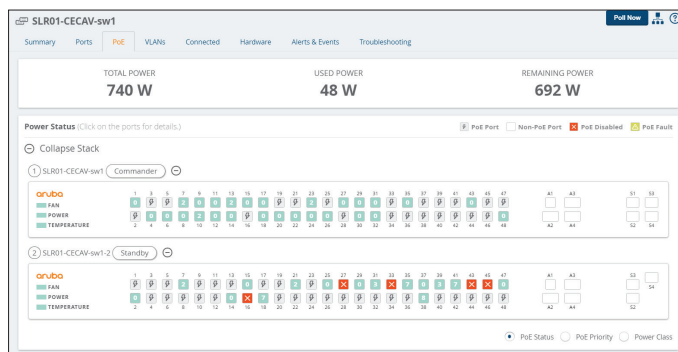 SLR01-CECAV-sw1
Poll Now
Summary Ports PoE VLANs Connected Hardware Alerts & Events Troubleshooting
TOTAL POWER USED POWER REMAINING POWER
740 W 48 W 692 W
Power Status (Click on the ports for details.) PoE Port Non-PoE Port PoE Disabled PoE Fault
Collapse Stack
1 SLR01-CECAV-sw1 Commander
aruba 1 3 5 7 9 11 13 15 17 19 21 23 25 27 29 31 33 35 37 39 41 43 45 47 A1 A3 S1 S3
FAN
POWER
TEMPERATURE 2 4 6 8 10 12 14 16 18 20 22 24 26 28 30 32 34 36 38 40 42 44 46 48 A2 A4 S2 S4
2 SLR01-CECAV-sw1-2 Standby
aruba 1 3 5 7 9 11 13 15 17 19 21 23 25 27 29 31 33 35 37 39 41 43 45 47 A1 A3 S3
FAN S4
POWER
TEMPERATURE 2 4 6 8 10 12 14 16 18 20 22 24 26 28 30 32 34 36 38 40 42 44 46 48 A2 A4 S2
PoE Status PoE Priority Power Class